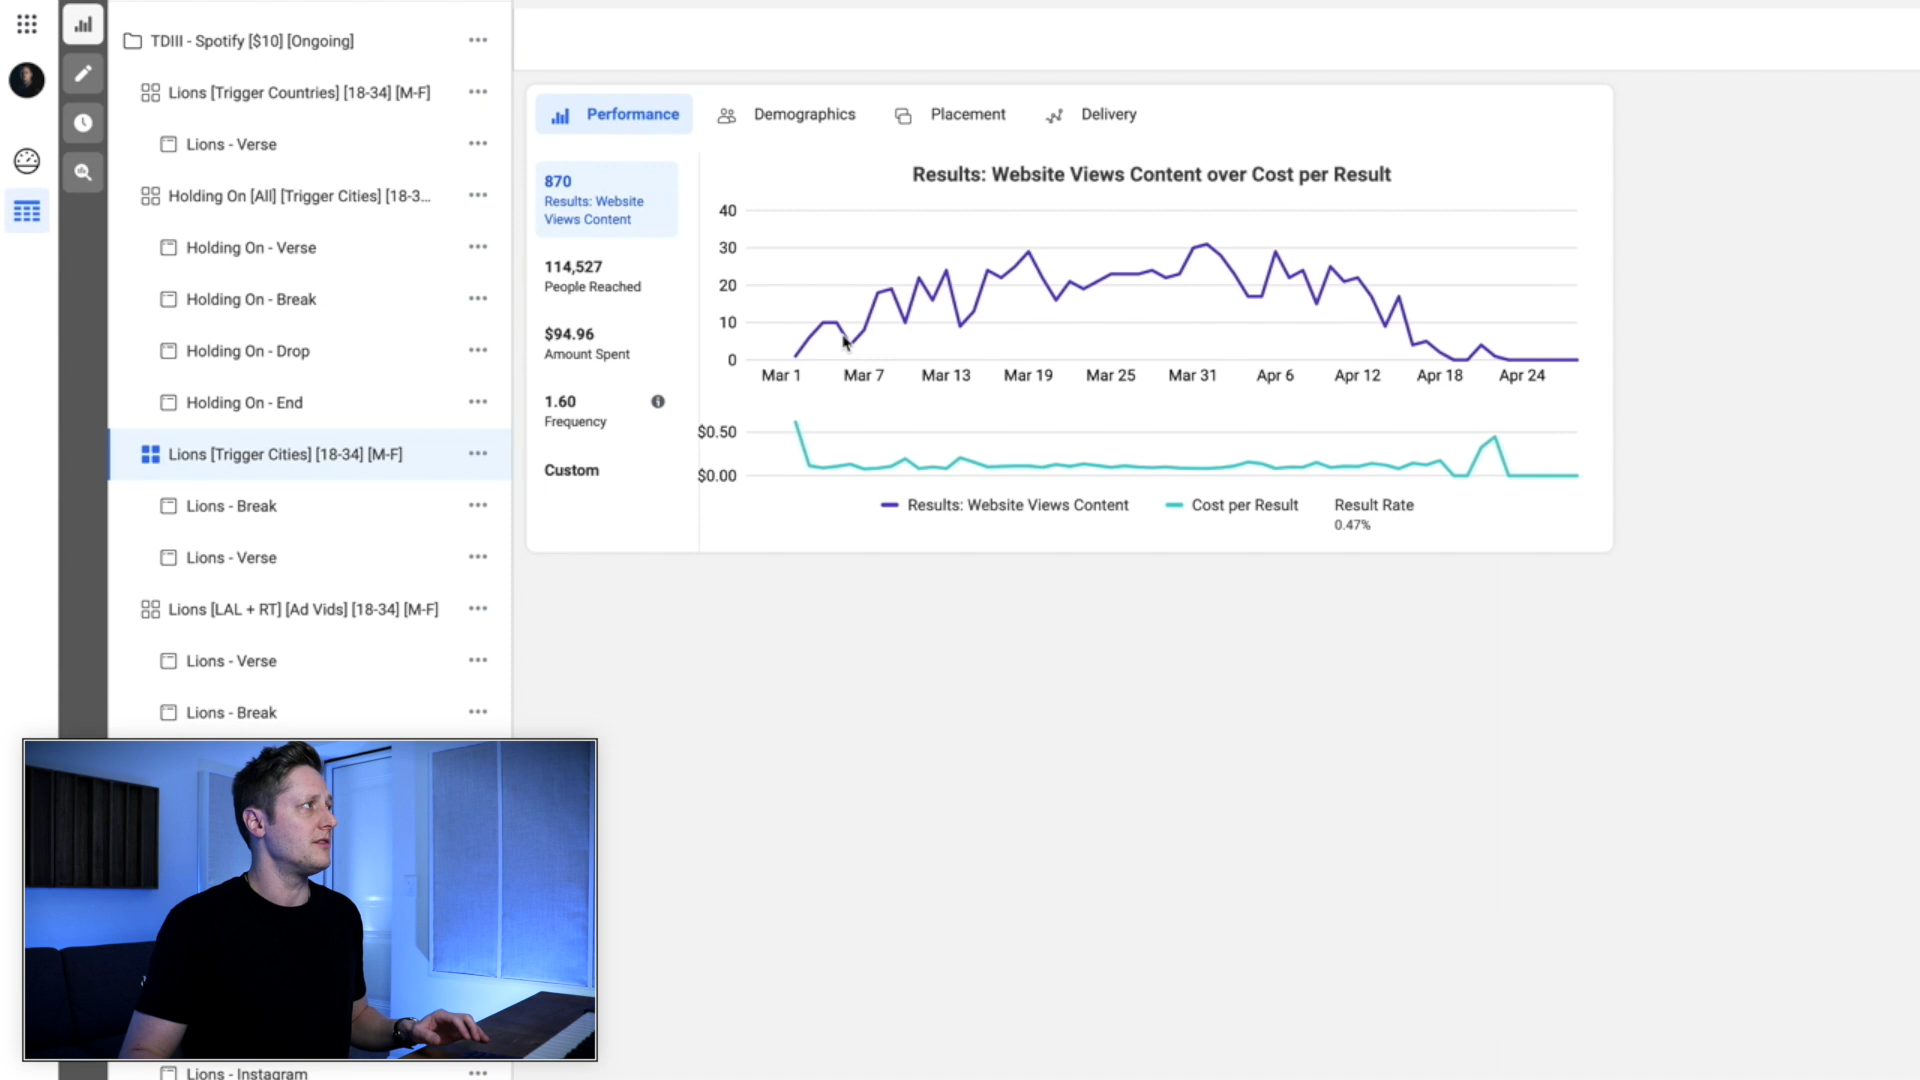 TDIII - Spotify [$10] [Ongoing]
Lions [Trigger Countries] [18-34] [M-F]
Lions - Verse
Holding On [All] [Trigger Cities] [18-3...
Holding On - Verse
Holding On - Break
Holding On - Drop
Holding On - End
Lions [Trigger Cities] [18-34] [M-F]
Lions - Break
Lions - Verse
Lions [LAL + RT] [Ad Vids] [18-34] [M-F]
Lions - Verse
Lions - Break
Lions - Instagram
Performance
Demographics
Placement
Delivery
870
Results: Website
Views Content
114,527
People Reached
$94.96
Amount Spent
1.60
Frequency
Custom
Results: Website Views Content over Cost per Result
40
30
20
10
0
Mar 1 Mar 7 Mar 13 Mar 19 Mar 25 Mar 31 Apr 6 Apr 12 Apr 18 Apr 24
$0.50
$0.00
Results: Website Views Content
Cost per Result
Result Rate
0.47%